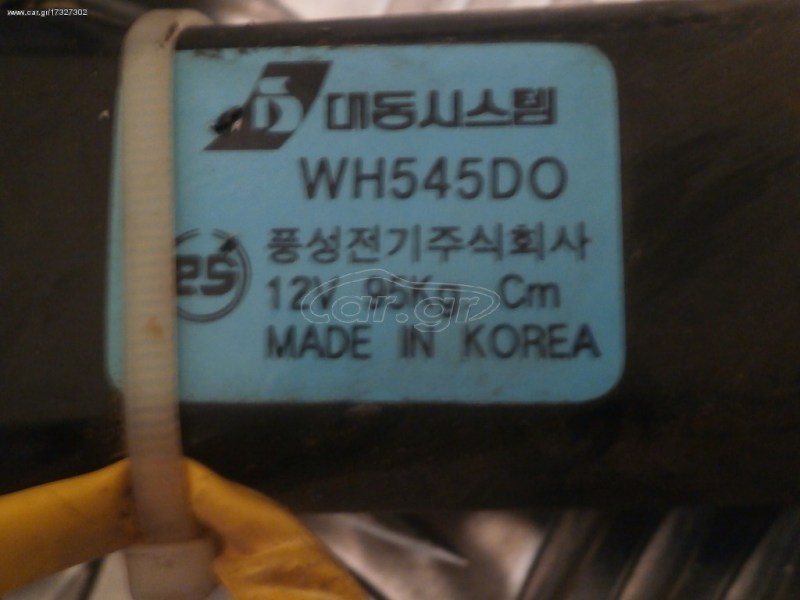 www.car.gr/17327302
D 대동시스템
WH545DO
25
풍성전기주식회사
12V 95Kg. Cm
car.gr
MADE IN KOREA